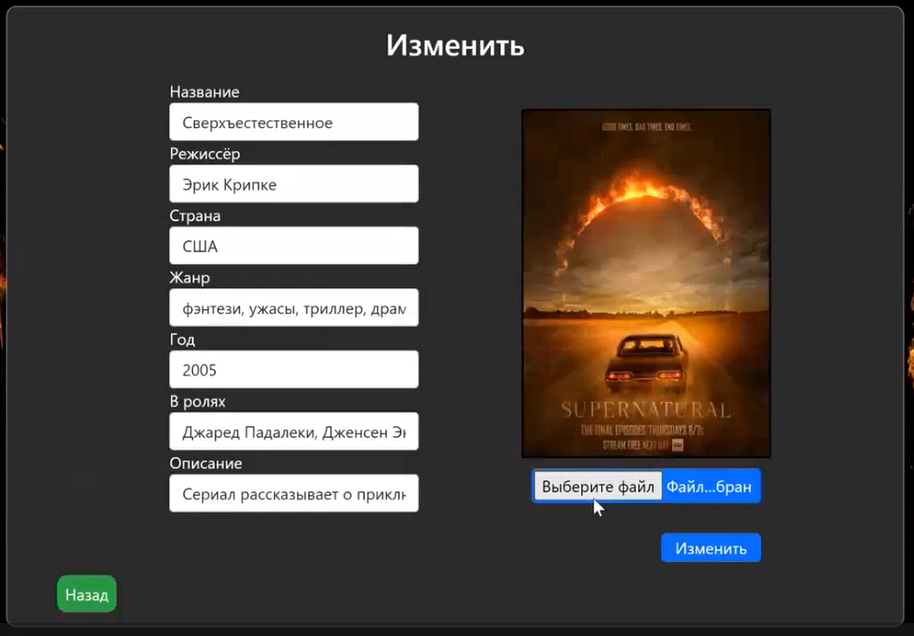 Изменить
Название
Сверхъестественное
Режиссёр
Эрик Крипке
Страна
США
Жанр
фэнтези, ужасы, триллер, драм
Год
2005
В ролях
Джаред Падалеки, Дженсен Эк
Описание
Сериал рассказывает о приклю
GOOD TIMES. BAD TIMES. END TIMES.
SUPERNATURAL
THE FINAL EPISODES THURSDAYS 8/7c
STREAM FREE NEXT DAY
Выберите файл Файл...бран
Изменить
Назад